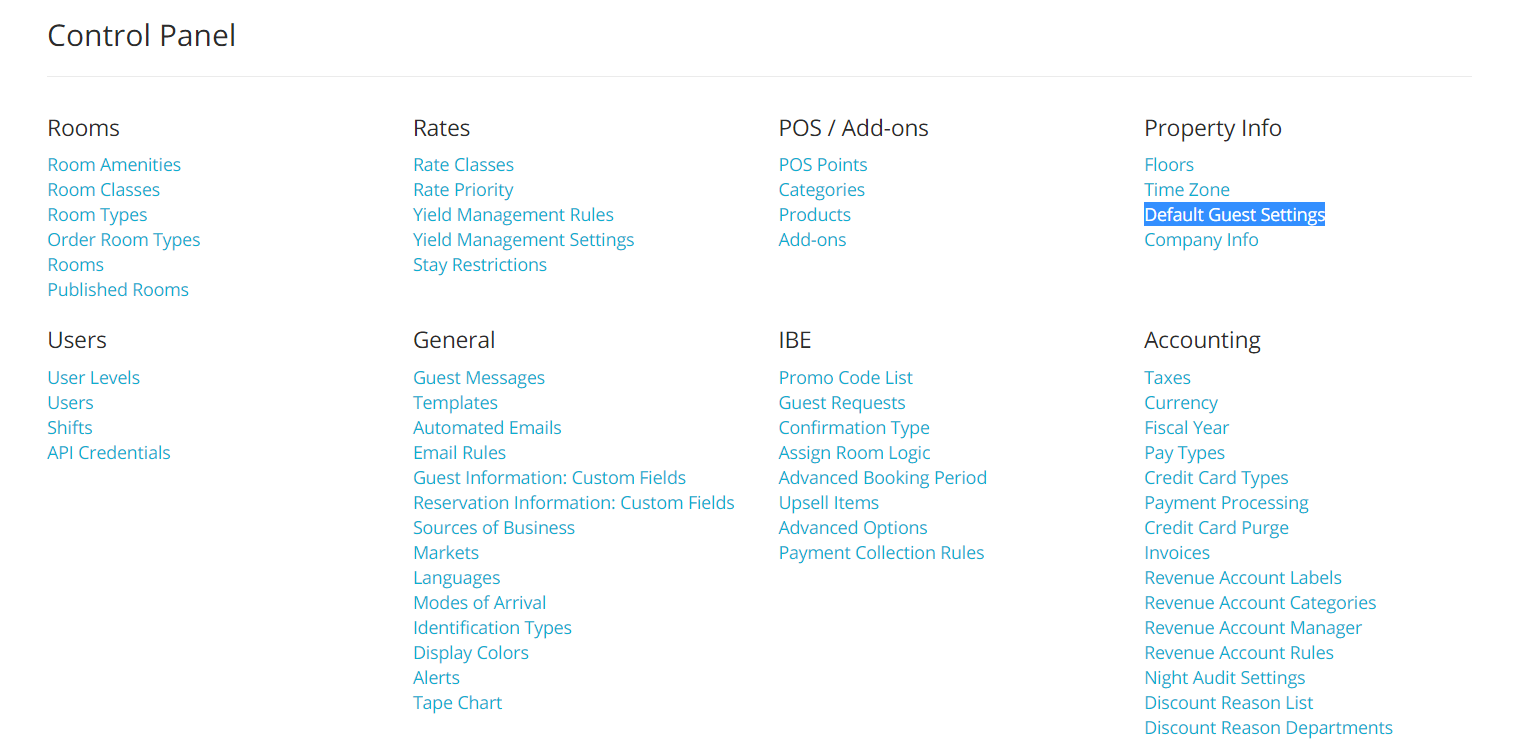 Control Panel
Rooms
Room Amenities
Room Classes
Room Types
Order Room Types
Rooms
Published Rooms
Rates
Rate Classes
Rate Priority
Yield Management Rules
Yield Management Settings
Stay Restrictions
POS / Add-ons
POS Points
Categories
Products
Add-ons
Property Info
Floors
Time Zone
Default Guest Settings
Company Info
Users
User Levels
Users
Shifts
API Credentials
General
Guest Messages
Templates
Automated Emails
Email Rules
Guest Information: Custom Fields
Reservation Information: Custom Fields
Sources of Business
Markets
Languages
Modes of Arrival
Identification Types
Display Colors
Alerts
Tape Chart
IBE
Promo Code List
Guest Requests
Confirmation Type
Assign Room Logic
Advanced Booking Period
Upsell Items
Advanced Options
Payment Collection Rules
Accounting
Taxes
Currency
Fiscal Year
Pay Types
Credit Card Types
Payment Processing
Credit Card Purge
Invoices
Revenue Account Labels
Revenue Account Categories
Revenue Account Manager
Revenue Account Rules
Night Audit Settings
Discount Reason List
Discount Reason Departments